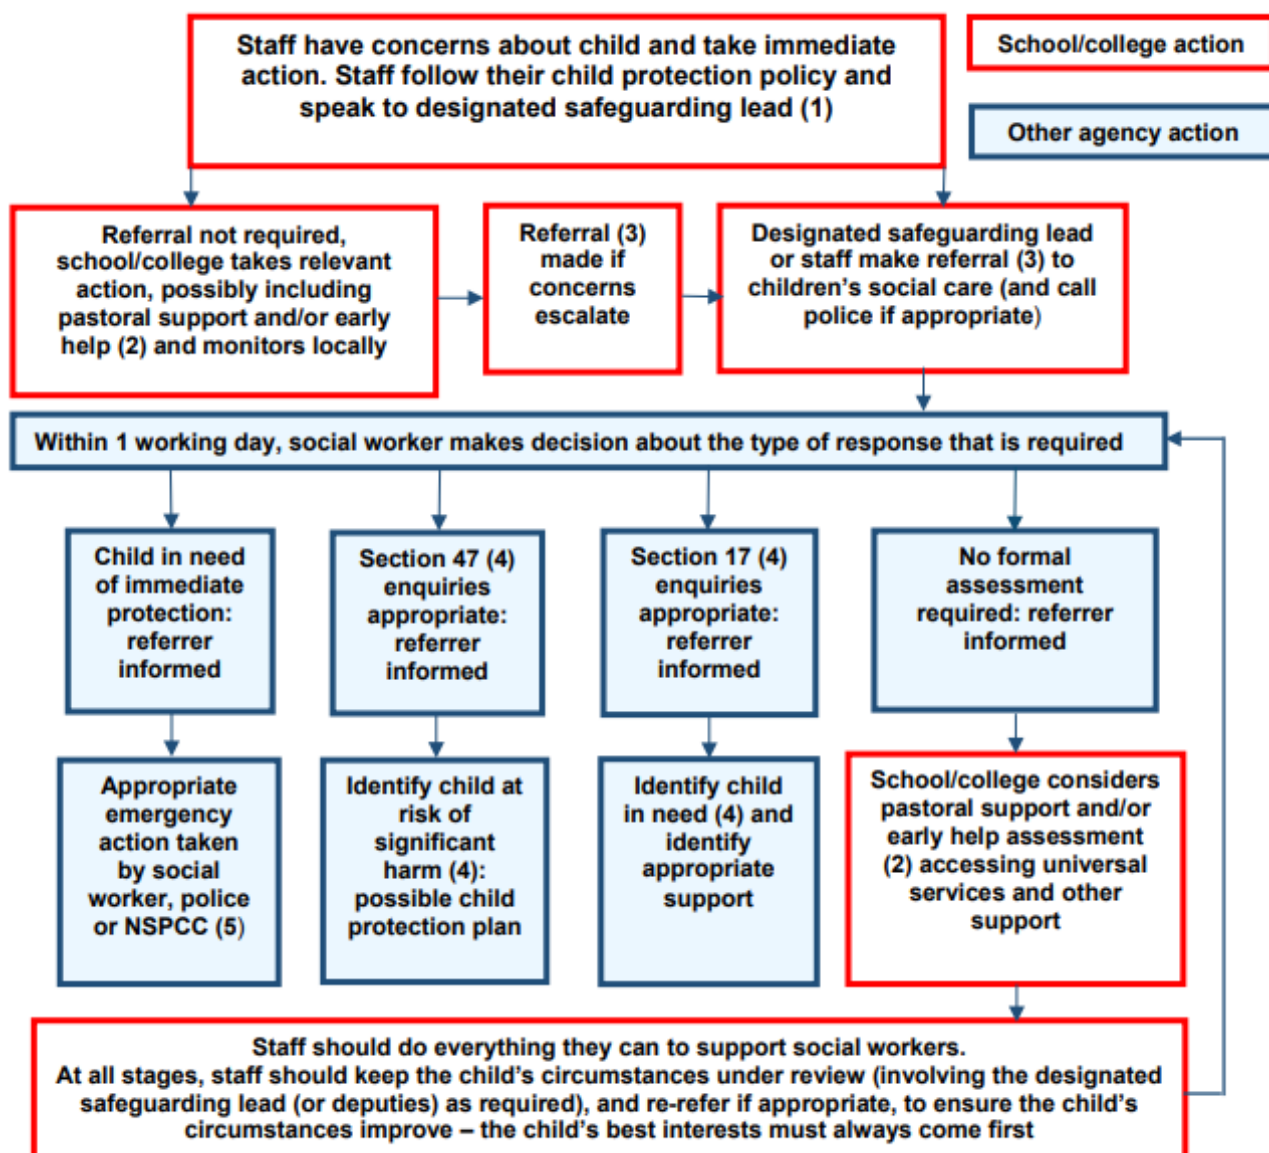 Staff have concerns about child and take immediate
action. Staff follow their child protection policy and
speak to designated safeguarding lead (1)
School/college action
Other agency action
Referral not required,
school/college takes relevant
action, possibly including
pastoral support and/or early
help (2) and monitors locally
Referral (3)
made if
concerns
escalate
Designated safeguarding lead
or staff make referral (3) to
children’s social care (and call
police if appropriate)
Within 1 working day, social worker makes decision about the type of response that is required
Child in need
of immediate
protection:
referrer
informed
Section 47 (4)
enquiries
appropriate:
referrer
informed
Section 17 (4)
enquiries
appropriate:
referrer
informed
No formal
assessment
required: referrer
informed
Appropriate
emergency
action taken
by social
worker, police
or NSPCC (5)
Identify child at
risk of
significant
harm (4):
possible child
protection plan
Identify child
in need (4) and
identify
appropriate
support
School/college considers
pastoral support and/or
early help assessment
(2) accessing universal
services and other
support
Staff should do everything they can to support social workers.
At all stages, staff should keep the child’s circumstances under review (involving the designated
safeguarding lead (or deputies) as required), and re-refer if appropriate, to ensure the child’s
circumstances improve – the child’s best interests must always come first